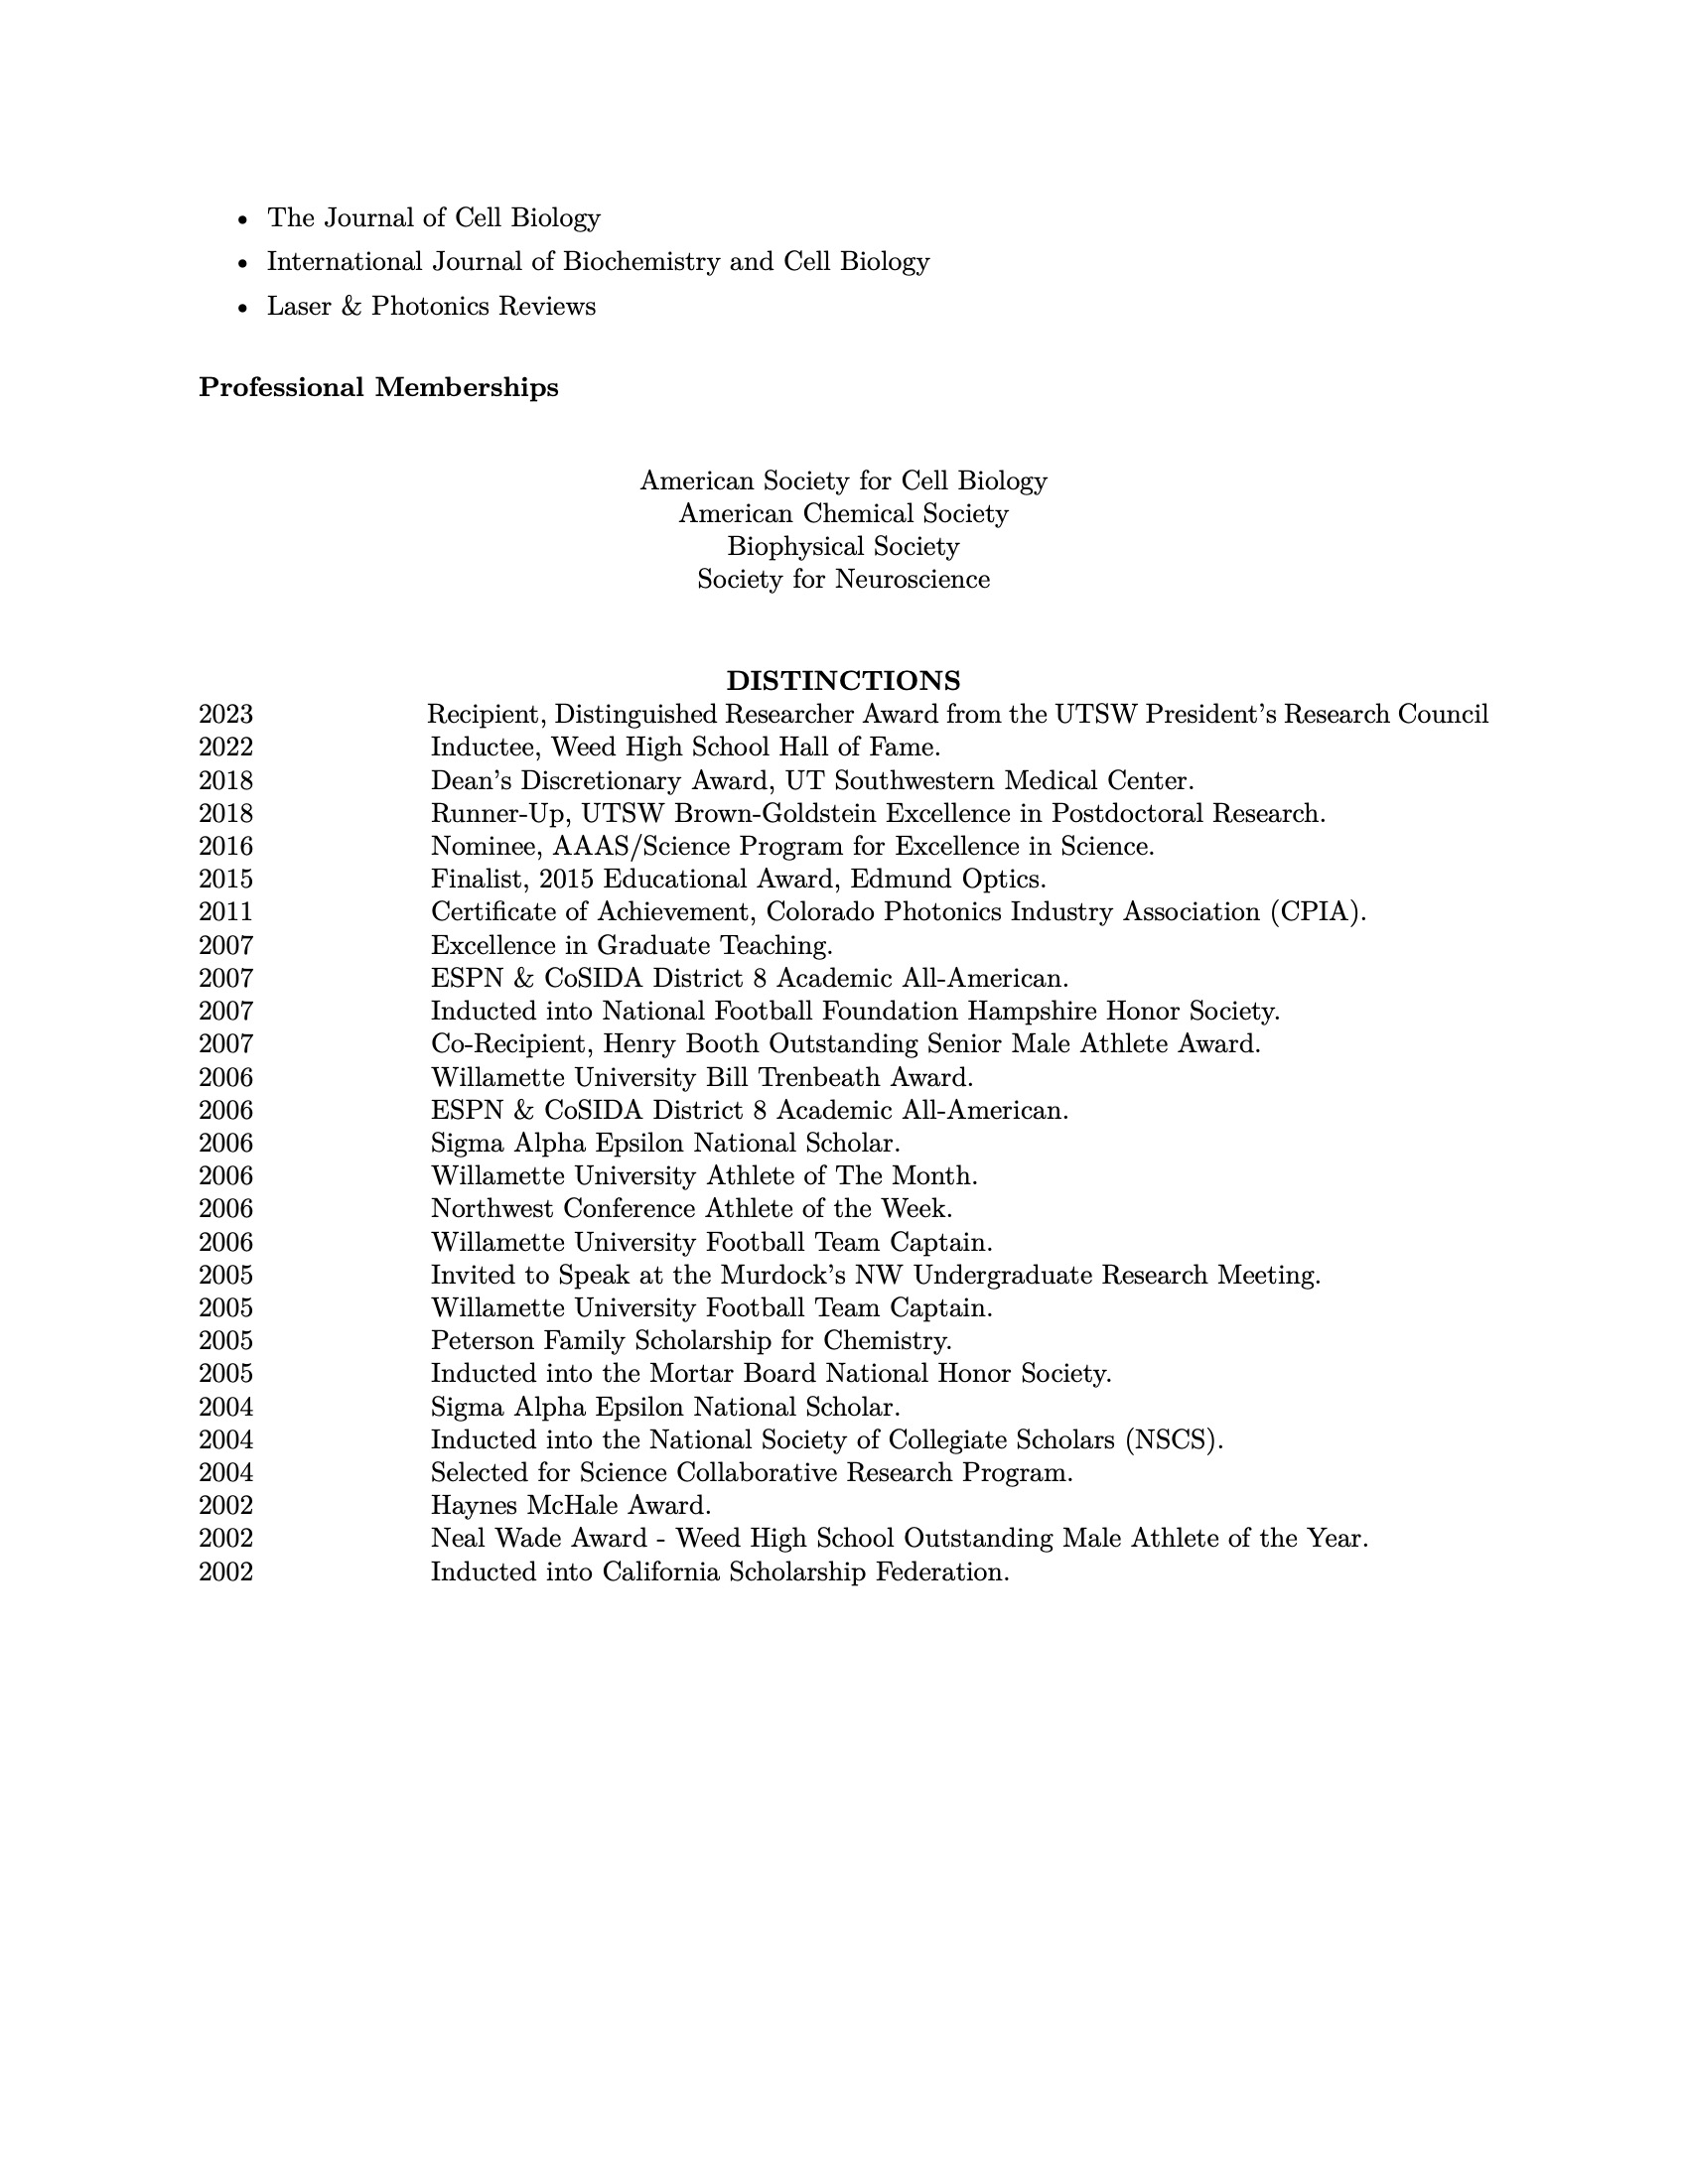 • The Journal of Cell Biology
• International Journal of Biochemistry and Cell Biology
• Laser & Photonics Reviews
Professional Memberships
American Society for Cell Biology
American Chemical Society
Biophysical Society
Society for Neuroscience
DISTINCTIONS
2023 Recipient, Distinguished Researcher Award from the UTSW President's Research Council
2022 Inductee, Weed High School Hall of Fame.
2018 Dean's Discretionary Award, UT Southwestern Medical Center.
2018 Runner-Up, UTSW Brown-Goldstein Excellence in Postdoctoral Research.
2016 Nominee, AAAS/Science Program for Excellence in Science.
2015 Finalist, 2015 Educational Award, Edmund Optics.
2011 Certificate of Achievement, Colorado Photonics Industry Association (CPIA).
2007 Excellence in Graduate Teaching.
2007 ESPN & CoSIDA District 8 Academic All-American.
2007 Inducted into National Football Foundation Hampshire Honor Society.
2007 Co-Recipient, Henry Booth Outstanding Senior Male Athlete Award.
2006 Willamette University Bill Trenbeath Award.
2006 ESPN & CoSIDA District 8 Academic All-American.
2006 Sigma Alpha Epsilon National Scholar.
2006 Willamette University Athlete of The Month.
2006 Northwest Conference Athlete of the Week.
2006 Willamette University Football Team Captain.
2005 Invited to Speak at the Murdock's NW Undergraduate Research Meeting.
2005 Willamette University Football Team Captain.
2005 Peterson Family Scholarship for Chemistry.
2005 Inducted into the Mortar Board National Honor Society.
2004 Sigma Alpha Epsilon National Scholar.
2004 Inducted into the National Society of Collegiate Scholars (NSCS).
2004 Selected for Science Collaborative Research Program.
2002 Haynes McHale Award.
2002 Neal Wade Award - Weed High School Outstanding Male Athlete of the Year.
2002 Inducted into California Scholarship Federation.